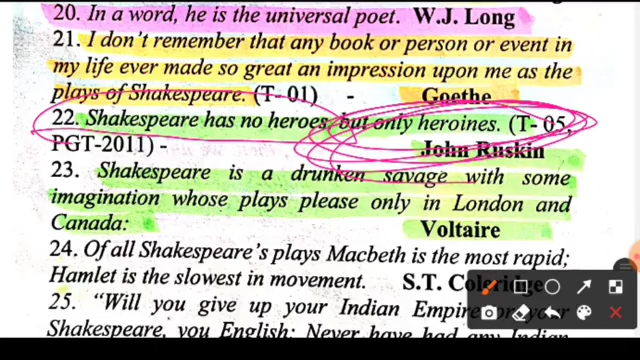 20. In a word, he is the universal poet. W.J. Long
21. I don't remember that any book or person or event in
my life ever made so great an impression upon me as the
plays of Shakespeare. (T- 01) - Goethe
22. Shakespeare has no heroes, but only heroines. (T- 05,
PGT-2011) - John Ruskin
23. Shakespeare is a drunken savage with some
imagination whose plays please only in London and
Canada: Voltaire
24. Of all Shakespeare's plays Macbeth is the most rapid;
Hamlet is the slowest in movement. S.T. Coleridge
25. "Will you give up your Indian Empire or your
Shakespeare, you English: Never have had any Indian